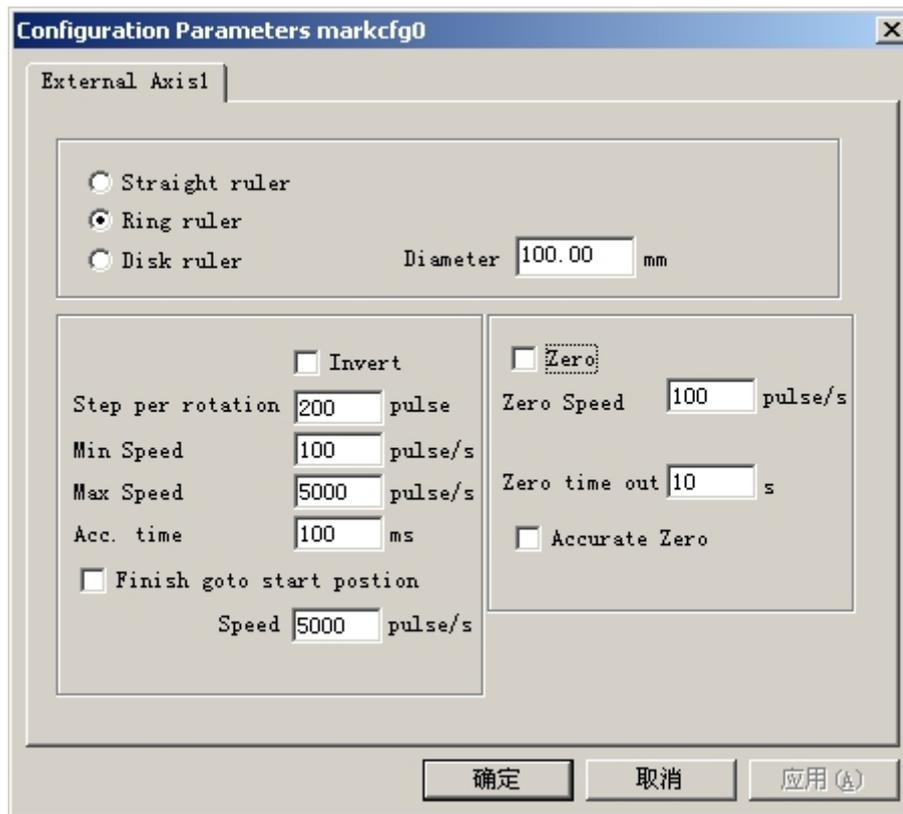 Configuration Parameters markcfg0
External Axis1
Straight ruler
Ring ruler
Disk ruler
Diameter 100.00 mm
Invert
Step per rotation 200 pulse
Min Speed 100 pulse/s
Max Speed 5000 pulse/s
Acc. time 100 ms
Finish goto start postion
Speed 5000 pulse/s
Zero
Zero Speed 100 pulse/s
Zero time out 10 s
Accurate Zero
确定 取消 应用(A)